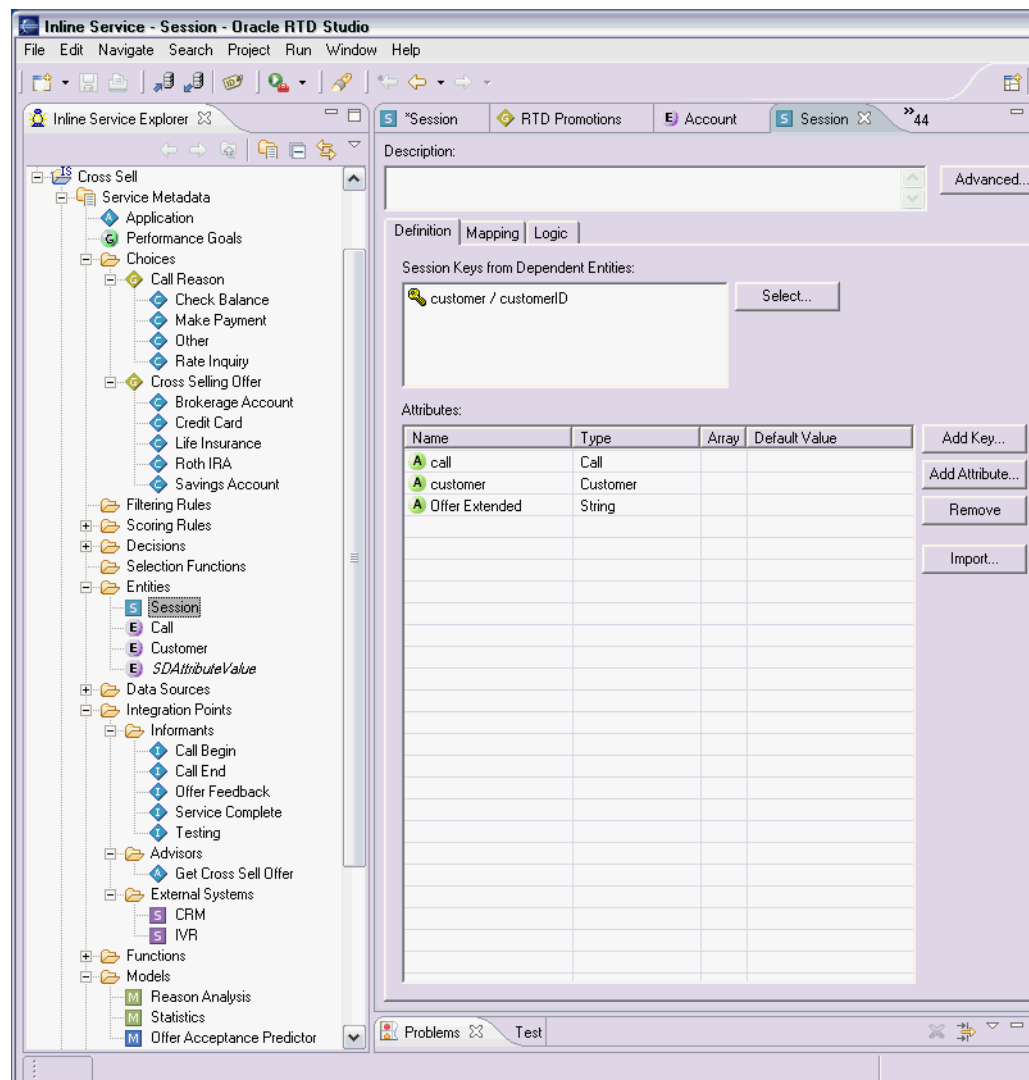 Inline Service - Session - Oracle RTD Studio
File Edit Navigate Search Project Run Window Help
Inline Service Explorer
*Session RTD Promotions Account Session »44
Cross Sell
Service Metadata
Application
Performance Goals
Choices
Call Reason
Check Balance
Make Payment
Other
Rate Inquiry
Cross Selling Offer
Brokerage Account
Credit Card
Life Insurance
Roth IRA
Savings Account
Filtering Rules
Scoring Rules
Decisions
Selection Functions
Entities
Session
Call
Customer
SDAttributeValue
Data Sources
Integration Points
Informants
Call Begin
Call End
Offer Feedback
Service Complete
Testing
Advisors
Get Cross Sell Offer
External Systems
CRM
IVR
Functions
Models
Reason Analysis
Statistics
Offer Acceptance Predictor
Description:
Advanced...
Definition Mapping Logic
Session Keys from Dependent Entities:
customer / customerID
Select...
Attributes:
Name Type Array Default Value
call Call
customer Customer
Offer Extended String
Add Key...
Add Attribute...
Remove
Import...
Problems Test